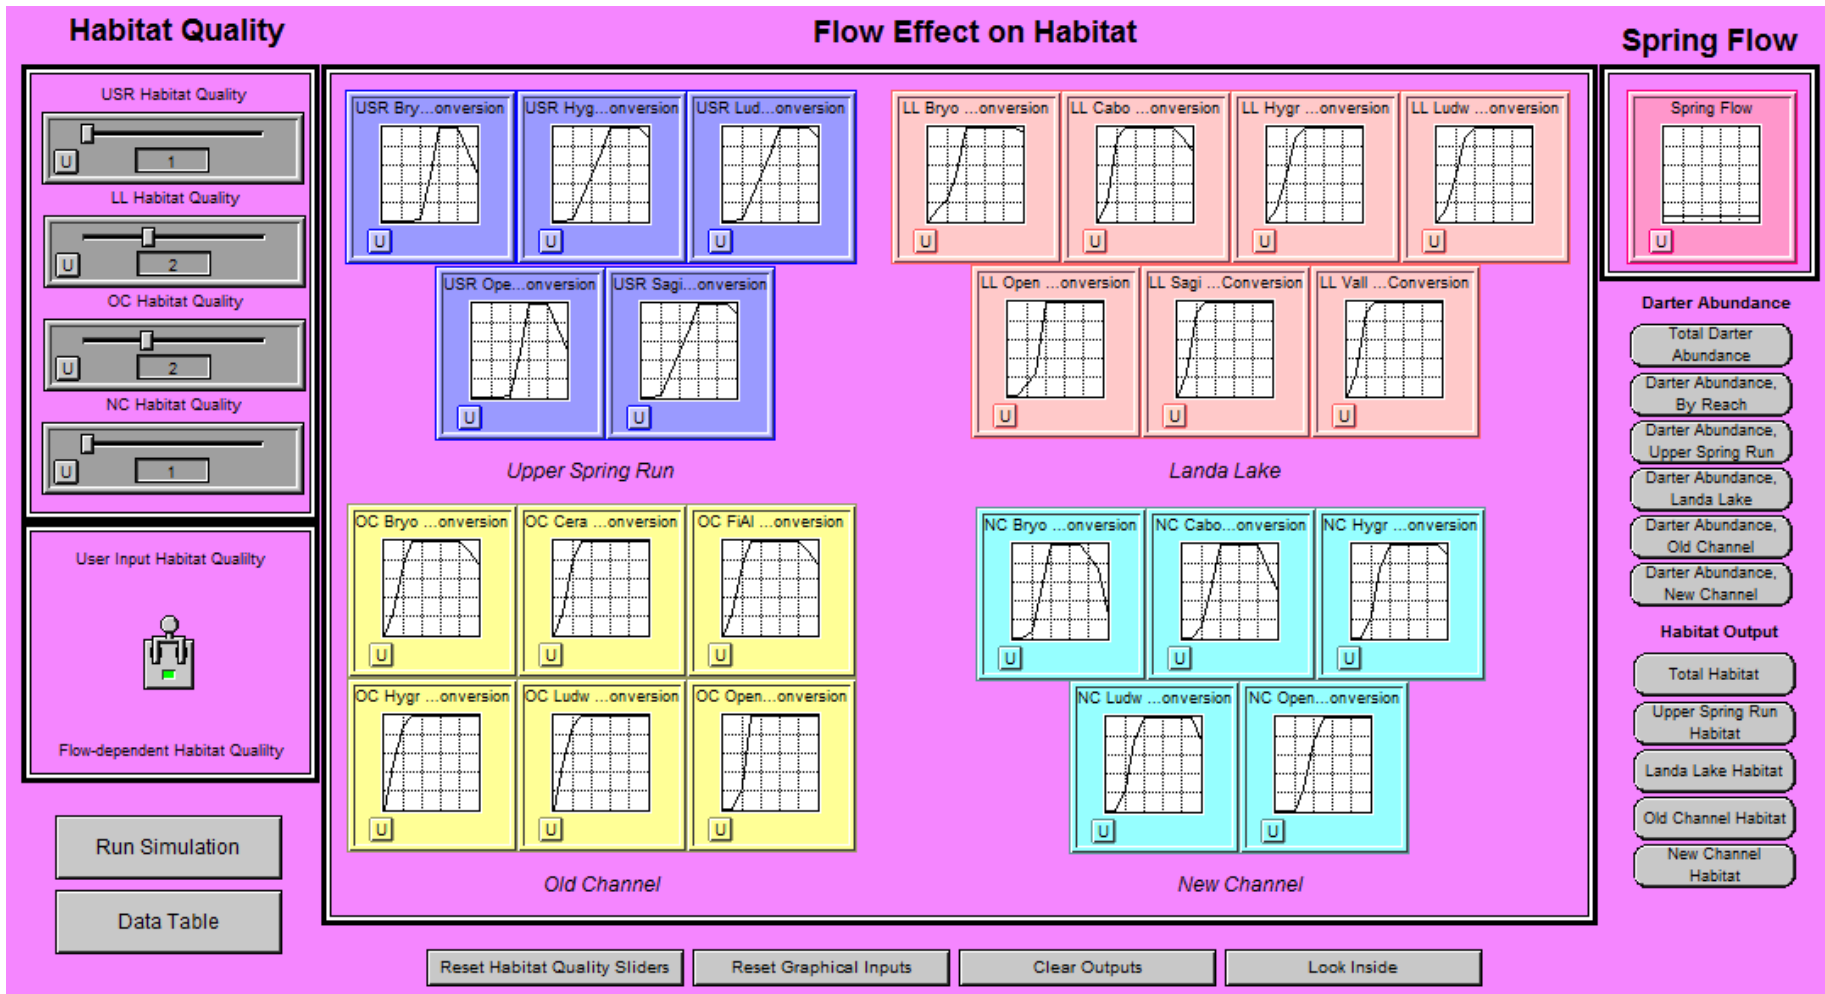 Habitat Quality
Flow Effect on Habitat
Spring Flow
USR Habitat Quality
U
1
LL Habitat Quality
U
2
OC Habitat Quality
U
2
NC Habitat Quality
U
1
User Input Habitat Qualilty
Flow-dependent Habitat Qualilty
Run Simulation
Data Table
USR Bry...onversion
U
USR Hyg...onversion
U
USR Lud...onversion
U
USR Ope...onversion
U
USR Sagi...onversion
U
Upper Spring Run
LL Bryo ...onversion
U
LL Cabo ...onversion
U
LL Hygr ...onversion
U
LL Ludw ...onversion
U
LL Open ...onversion
U
LL Sagi ...Conversion
U
LL Vall ...Conversion
U
Landa Lake
OC Bryo ...onversion
U
OC Cera ...onversion
U
OC FiAl ...onversion
U
OC Hygr ...onversion
U
OC Ludw ...onversion
U
OC Open...onversion
U
Old Channel
NC Bryo ...onversion
U
NC Cabo...onversion
U
NC Hygr ...onversion
U
NC Ludw ...onversion
U
NC Open...onversion
U
New Channel
Spring Flow
U
Darter Abundance
Total Darter
Abundance
Darter Abundance,
By Reach
Darter Abundance,
Upper Spring Run
Darter Abundance,
Landa Lake
Darter Abundance,
Old Channel
Darter Abundance,
New Channel
Habitat Output
Total Habitat
Upper Spring Run
Habitat
Landa Lake Habitat
Old Channel Habitat
New Channel
Habitat
Reset Habitat Quality Sliders
Reset Graphical Inputs
Clear Outputs
Look Inside